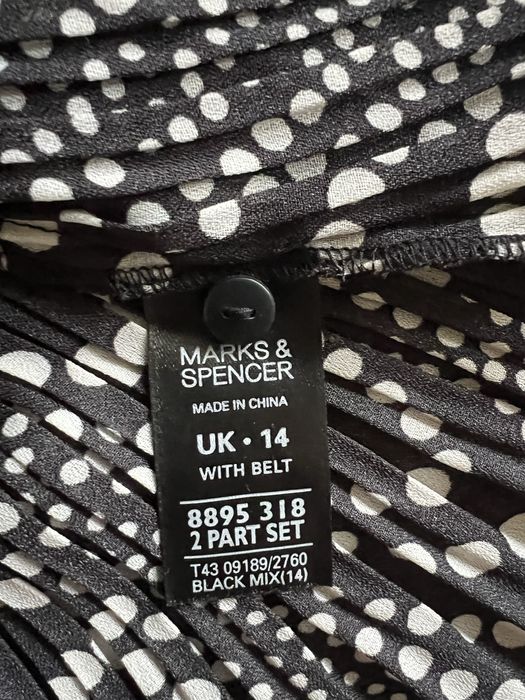 MARKS &
SPENCER
MADE IN CHINA
UK • 14
WITH BELT
8895 318
2 PART SET
T43 09189/2760
BLACK MIX(14)